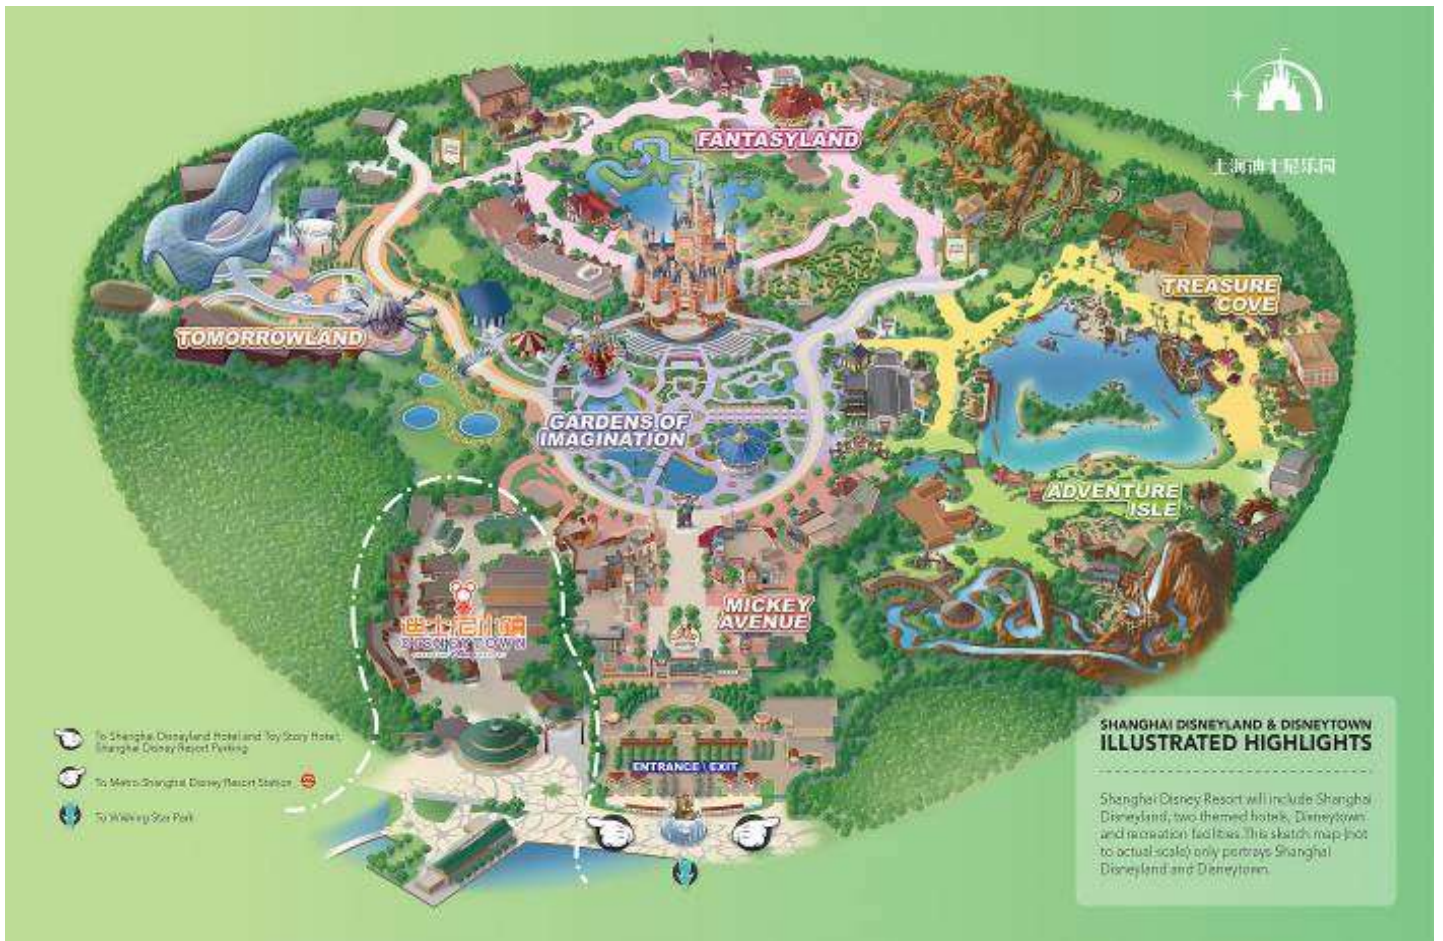 上海迪士尼乐园
FANTASYLAND
TREASURE
COVE
TOMORROWLAND
GARDENS OF
IMAGINATION
ADVENTURE
ISLE
MICKEY
AVENUE
迪士尼小镇
DISNEYTOWN
ENTRANCE \ EXIT
To Shanghai Disneyland Hotel and Toy Story Hotel,
Shanghai Disney Resort Parking
To Metro Shanghai Disney Resort Station
To Wishing Star Park
SHANGHAI DISNEYLAND & DISNEYTOWN
ILLUSTRATED HIGHLIGHTS
Shanghai Disney Resort will include Shanghai
Disneyland, two themed hotels, Disneytown
and recreation facilities. This sketch map (not
to actual scale) only portrays Shanghai
Disneyland and Disneytown.